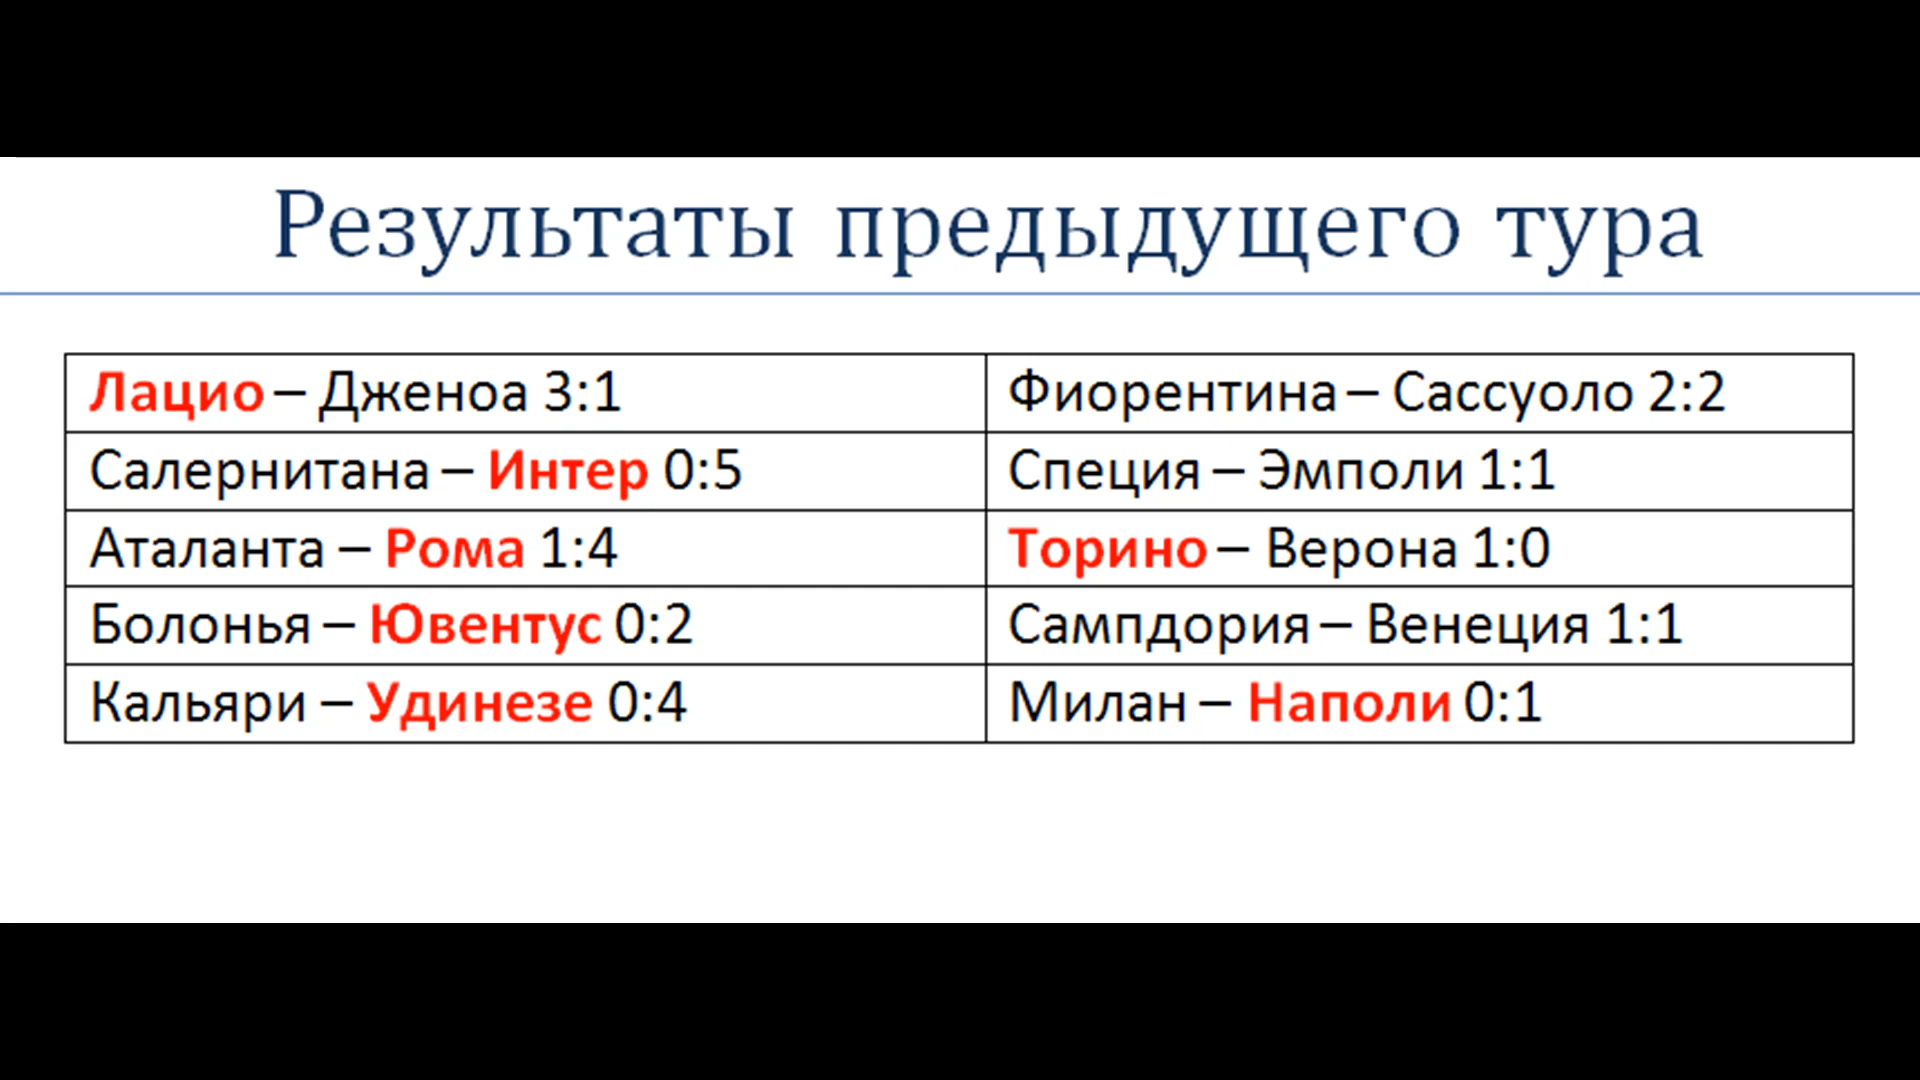 Результаты предыдущего тура
Лацио – Дженоа 3:1
Фиорентина – Сассуоло 2:2
Салернитана – Интер 0:5
Специя – Эмполи 1:1
Аталанта – Рома 1:4
Торино – Верона 1:0
Болонья – Ювентус 0:2
Сампдория – Венеция 1:1
Кальяри – Удинезе 0:4
Милан – Наполи 0:1